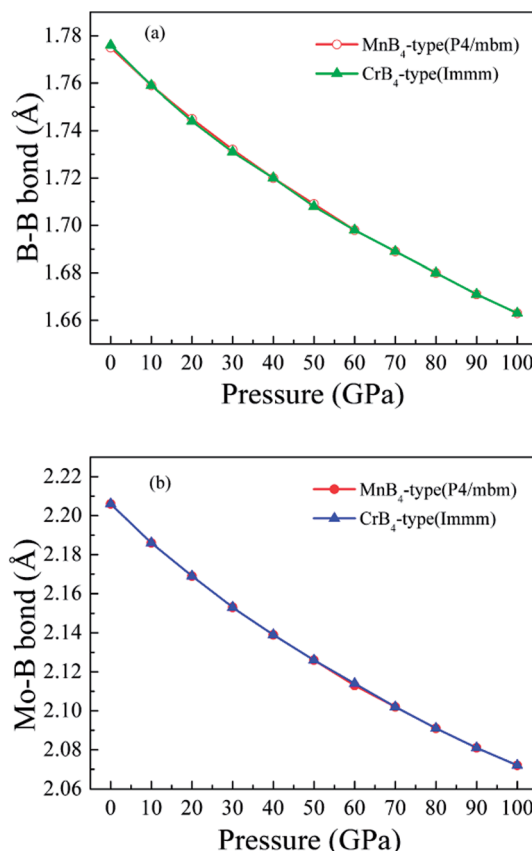 (a)
MnB₄-type(P4/mbm)
CrB₄-type(Immm)
B-B bond (Å)
1.78
1.76
1.74
1.72
1.70
1.68
1.66
0 10 20 30 40 50 60 70 80 90 100
Pressure (GPa)
(b)
MnB₄-type(P4/mbm)
CrB₄-type(Immm)
Mo-B bond (Å)
2.22
2.20
2.18
2.16
2.14
2.12
2.10
2.08
2.06
0 10 20 30 40 50 60 70 80 90 100
Pressure (GPa)